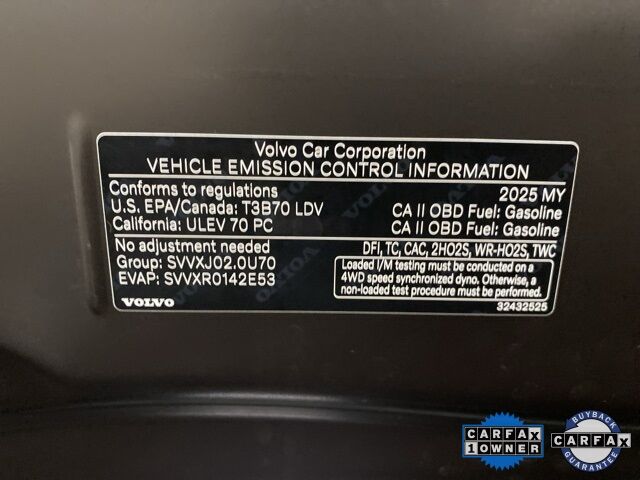 Volvo Car Corporation
VEHICLE EMISSION CONTROL INFORMATION
Conforms to regulations 2025 MY
U.S. EPA/Canada: T3B70 LDV CA II OBD Fuel: Gasoline
California: ULEV 70 PC CA II OBD Fuel: Gasoline
No adjustment needed DFI, TC, CAC, 2HO2S, WR-HO2S, TWC
Group: SVVXJ02.0U70
EVAP: SVVXR0142E53
Loaded I/M testing must be conducted on a
4WD speed synchronized dyno. Otherwise, a
non-loaded test procedure must be performed.
VOLVO 32432525
CARFAX
1 OWNER
BUYBACK
CARFAX
GUARANTEE